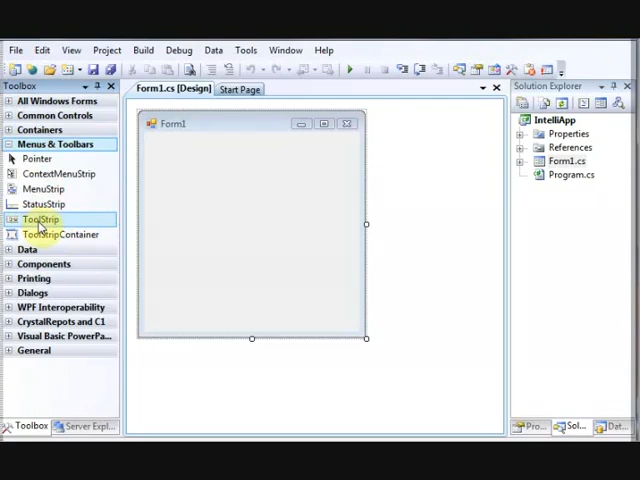 File Edit View Project Build Debug Data Tools Window Help
Toolbox
Form1.cs [Design] Start Page
Solution Explorer
All Windows Forms
Common Controls
Containers
Menus & Toolbars
Pointer
ContextMenuStrip
MenuStrip
StatusStrip
ToolStrip
ToolStripContainer
Data
Components
Printing
Dialogs
WPF Interoperability
CrystalRepots and C1
Visual Basic PowerPa...
General
Form1
IntelliApp
Properties
References
Form1.cs
Program.cs
Toolbox Server Expl...
Pro... Sol... Dat...